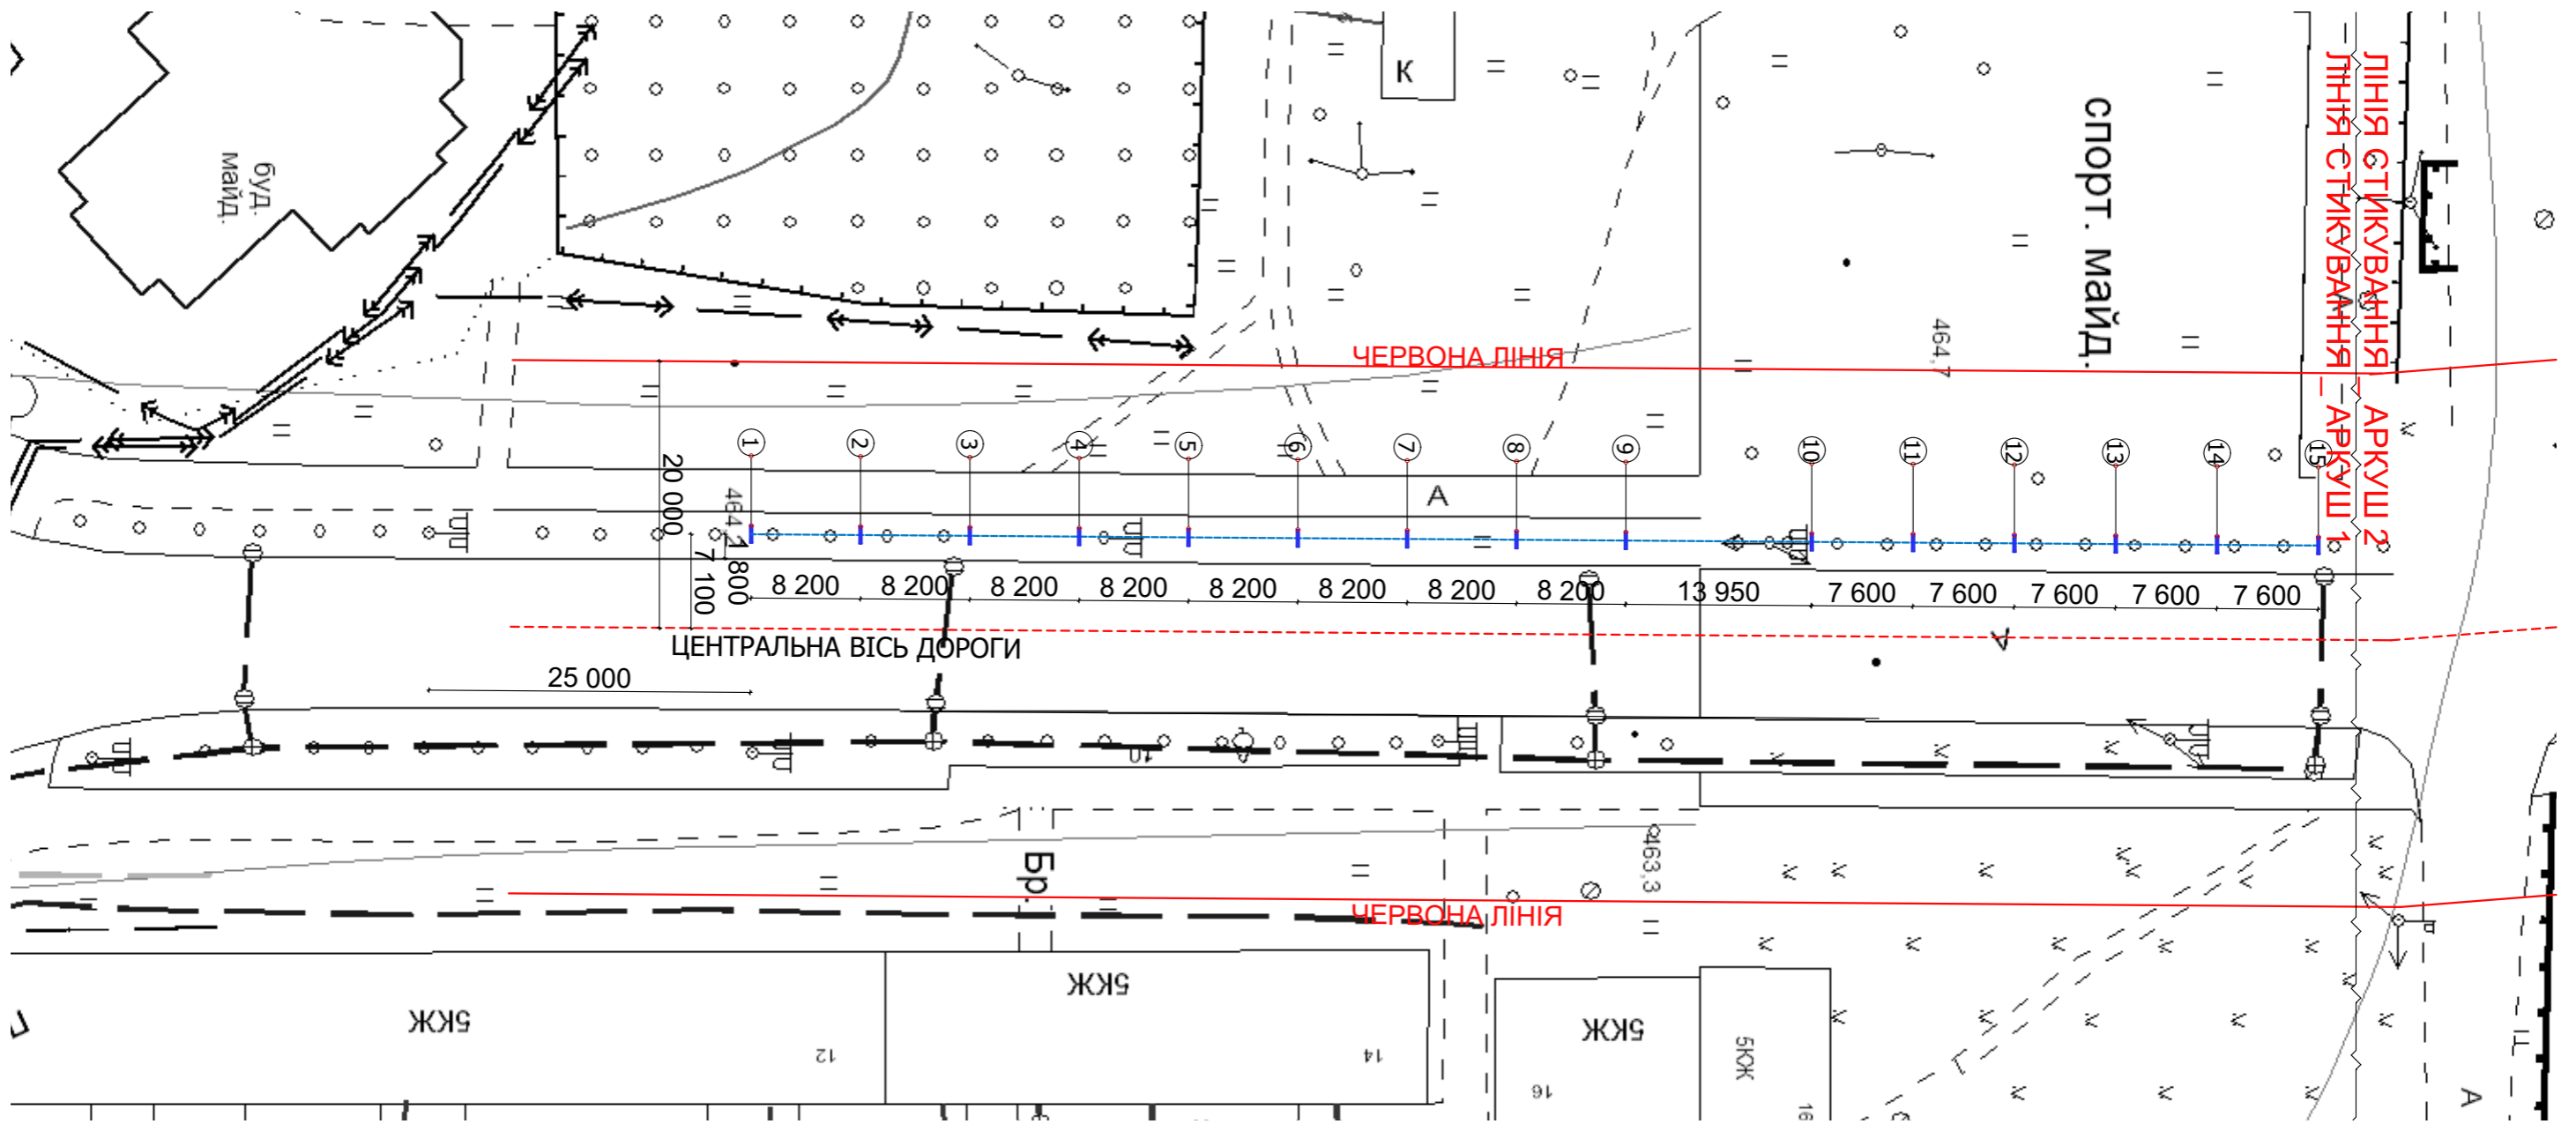 К
буд.
майд.
спорт. майд.
464,7
ЛІНІЯ СТИКУВАННЯ _ АРКУШ 2
ЛІНІЯ СТИКУВАННЯ _ АРКУШ 1
А
ЧЕРВОНА ЛІНІЯ
1 2 3 4 5 6 7 8 9 10 11 12 13 14 15
А
20 000
464,2
1 800
7 100
8 200 8 200 8 200 8 200 8 200 8 200 8 200 8 200 13 950 7 600 7 600 7 600 7 600 7 600
ЦЕНТРАЛЬНА ВІСЬ ДОРОГИ
А
25 000
10
Бр.
463,3
ЧЕРВОНА ЛІНІЯ
5КЖ
5КЖ
5КЖ
5КЖ
12
14
16
16
П
А